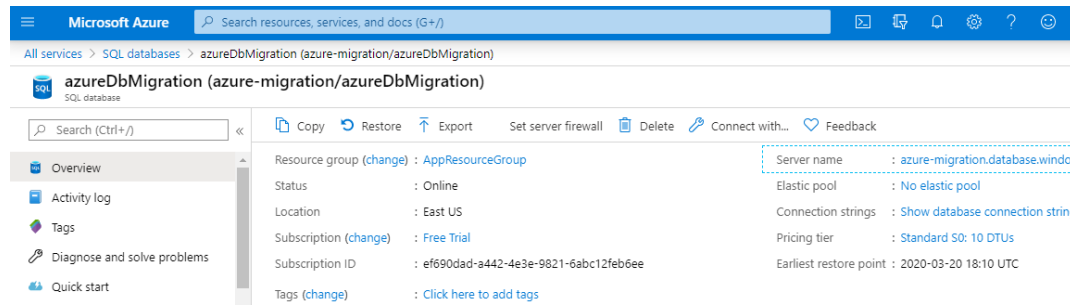 Microsoft Azure Search resources, services, and docs (G+/)
All services > SQL databases > azureDbMigration (azure-migration/azureDbMigration)
SQL azureDbMigration (azure-migration/azureDbMigration)
SQL database
Search (Ctrl+/) «
Copy Restore Export Set server firewall Delete Connect with... Feedback
Overview
Activity log
Tags
Diagnose and solve problems
Quick start
Resource group (change) : AppResourceGroup
Status : Online
Location : East US
Subscription (change) : Free Trial
Subscription ID : ef690dad-a442-4e3e-9821-6abc12feb6ee
Tags (change) : Click here to add tags
Server name : azure-migration.database.windo
Elastic pool : No elastic pool
Connection strings : Show database connection strin
Pricing tier : Standard S0: 10 DTUs
Earliest restore point : 2020-03-20 18:10 UTC